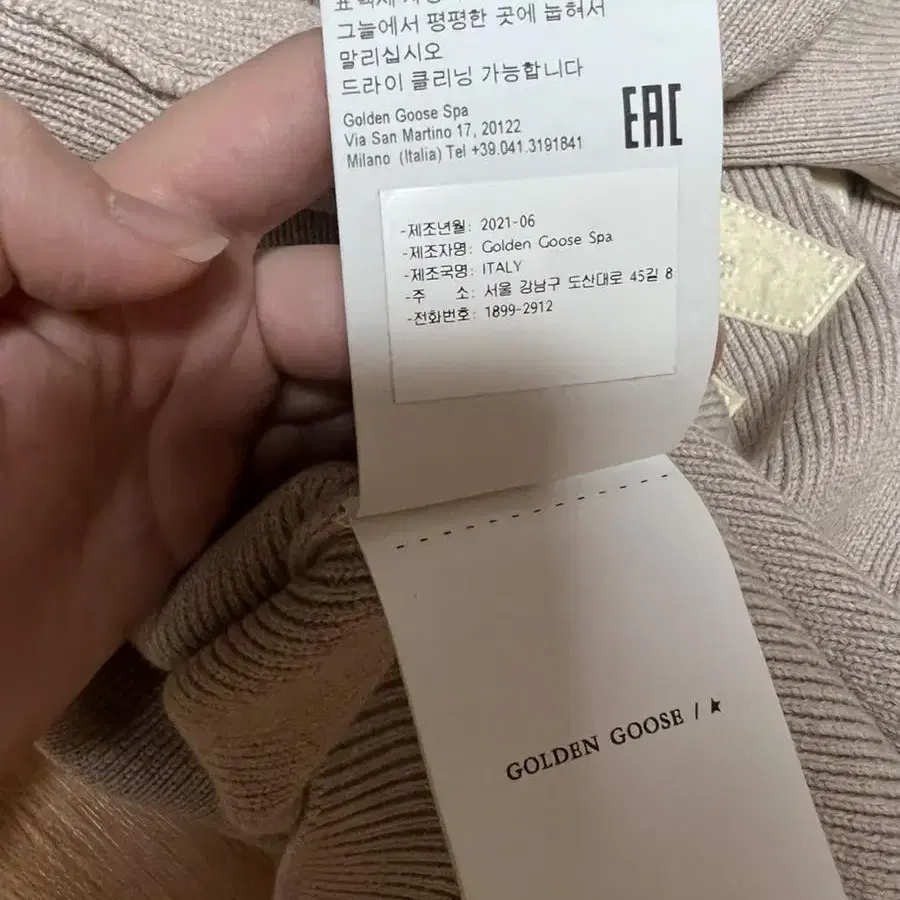 그늘에서 평평한 곳에 눕혀서
말리십시오
드라이 클리닝 가능합니다
Golden Goose Spa
Via San Martino 17, 20122
Milano (Italia) Tel +39.041.3191841
EAC
-제조년월: 2021-06
-제조자명: Golden Goose Spa
-제조국명: ITALY
-주 소: 서울 강남구 도산대로 45길 8
-전화번호: 1899-2912
GOLDEN GOOSE /